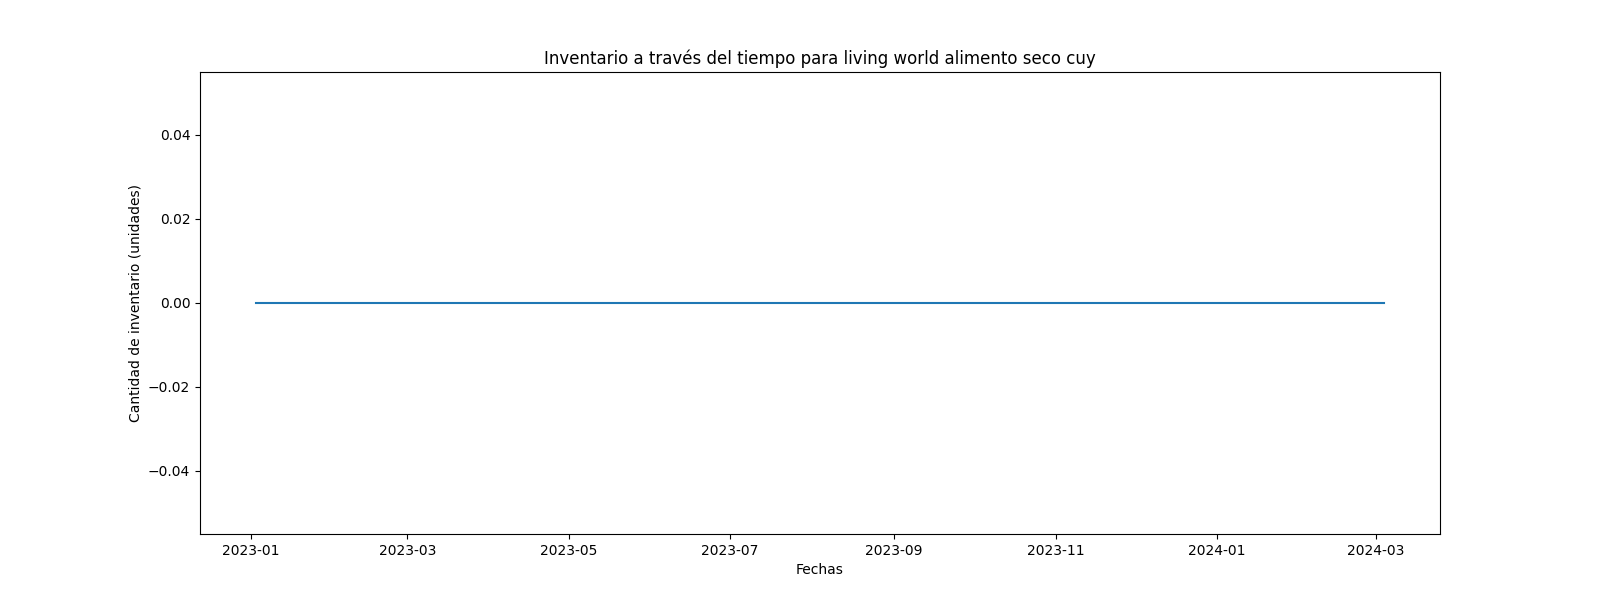 Inventario a través del tiempo para living world alimento seco cuy
Cantidad de inventario (unidades)
0.04
0.02
0.00
−0.02
−0.04
2023-01 2023-03 2023-05 2023-07 2023-09 2023-11 2024-01 2024-03
Fechas